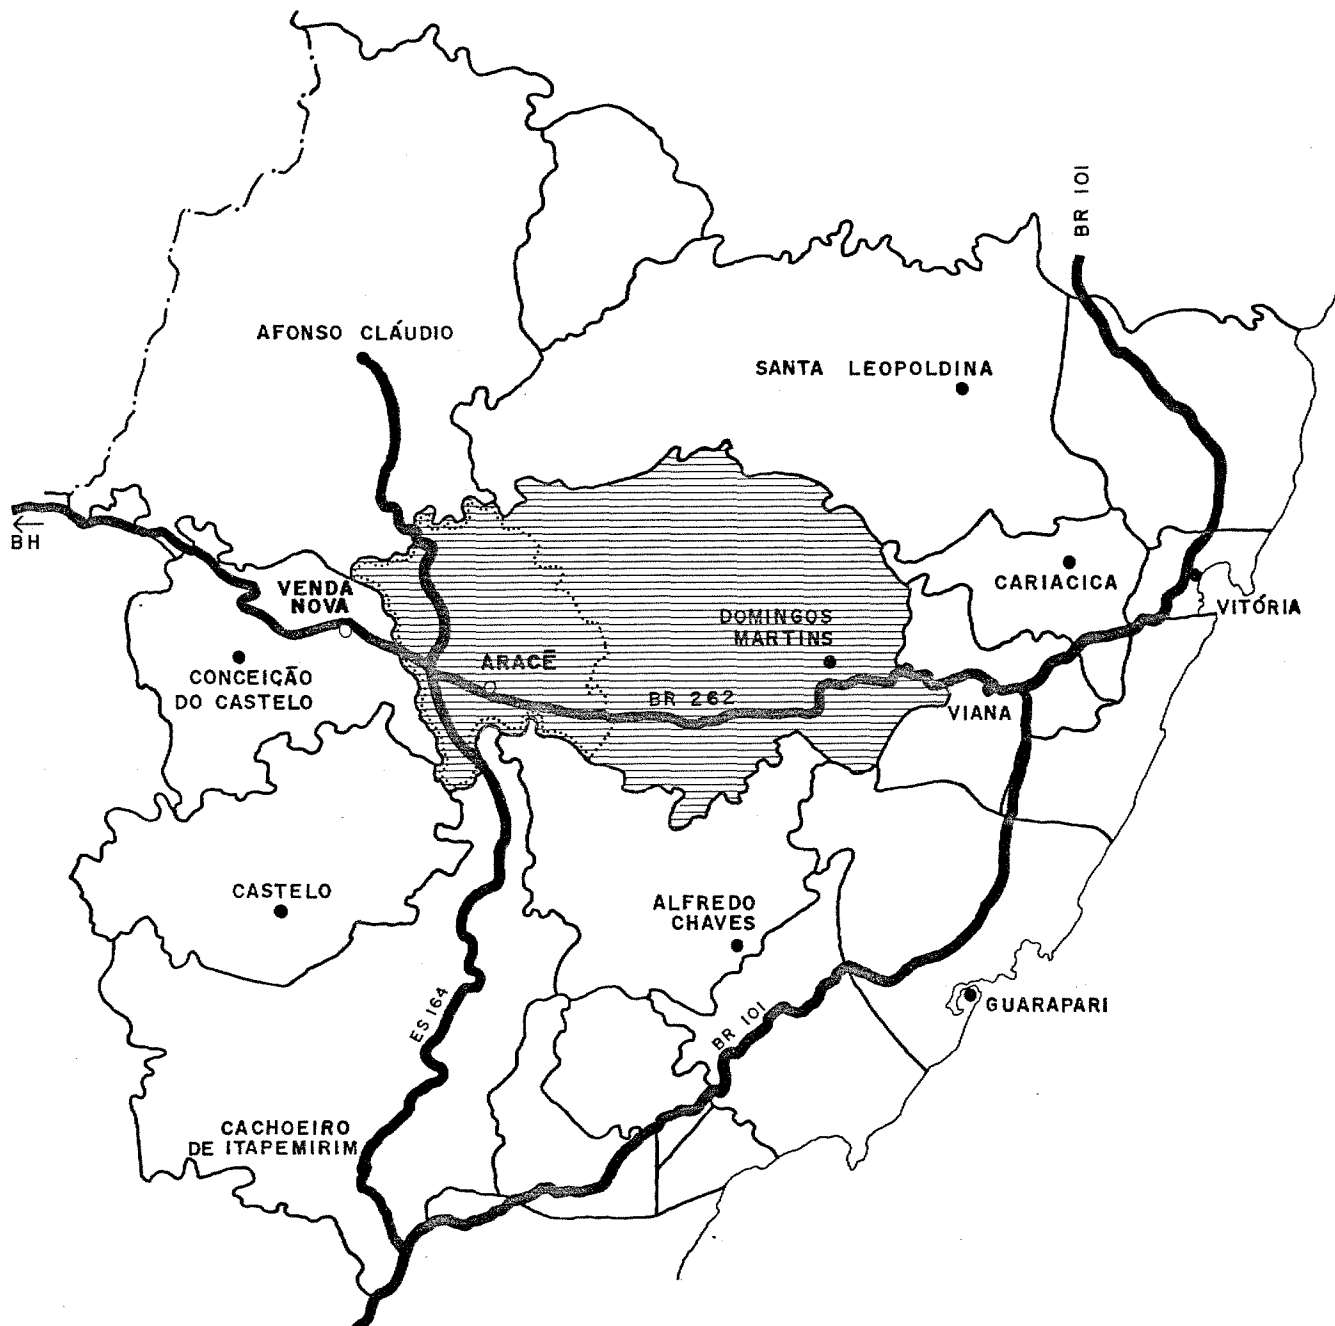 BR 101
AFONSO CLÁUDIO
SANTA LEOPOLDINA
BH
VENDA
NOVA
CARIACICA
VITÓRIA
DOMINGOS
MARTINS
ARACÊ
CONCEIÇÃO
DO CASTELO
BR 262
VIANA
CASTELO
ALFREDO
CHAVES
ES 164
BR 101
GUARAPARI
CACHOEIRO
DE ITAPEMIRIM